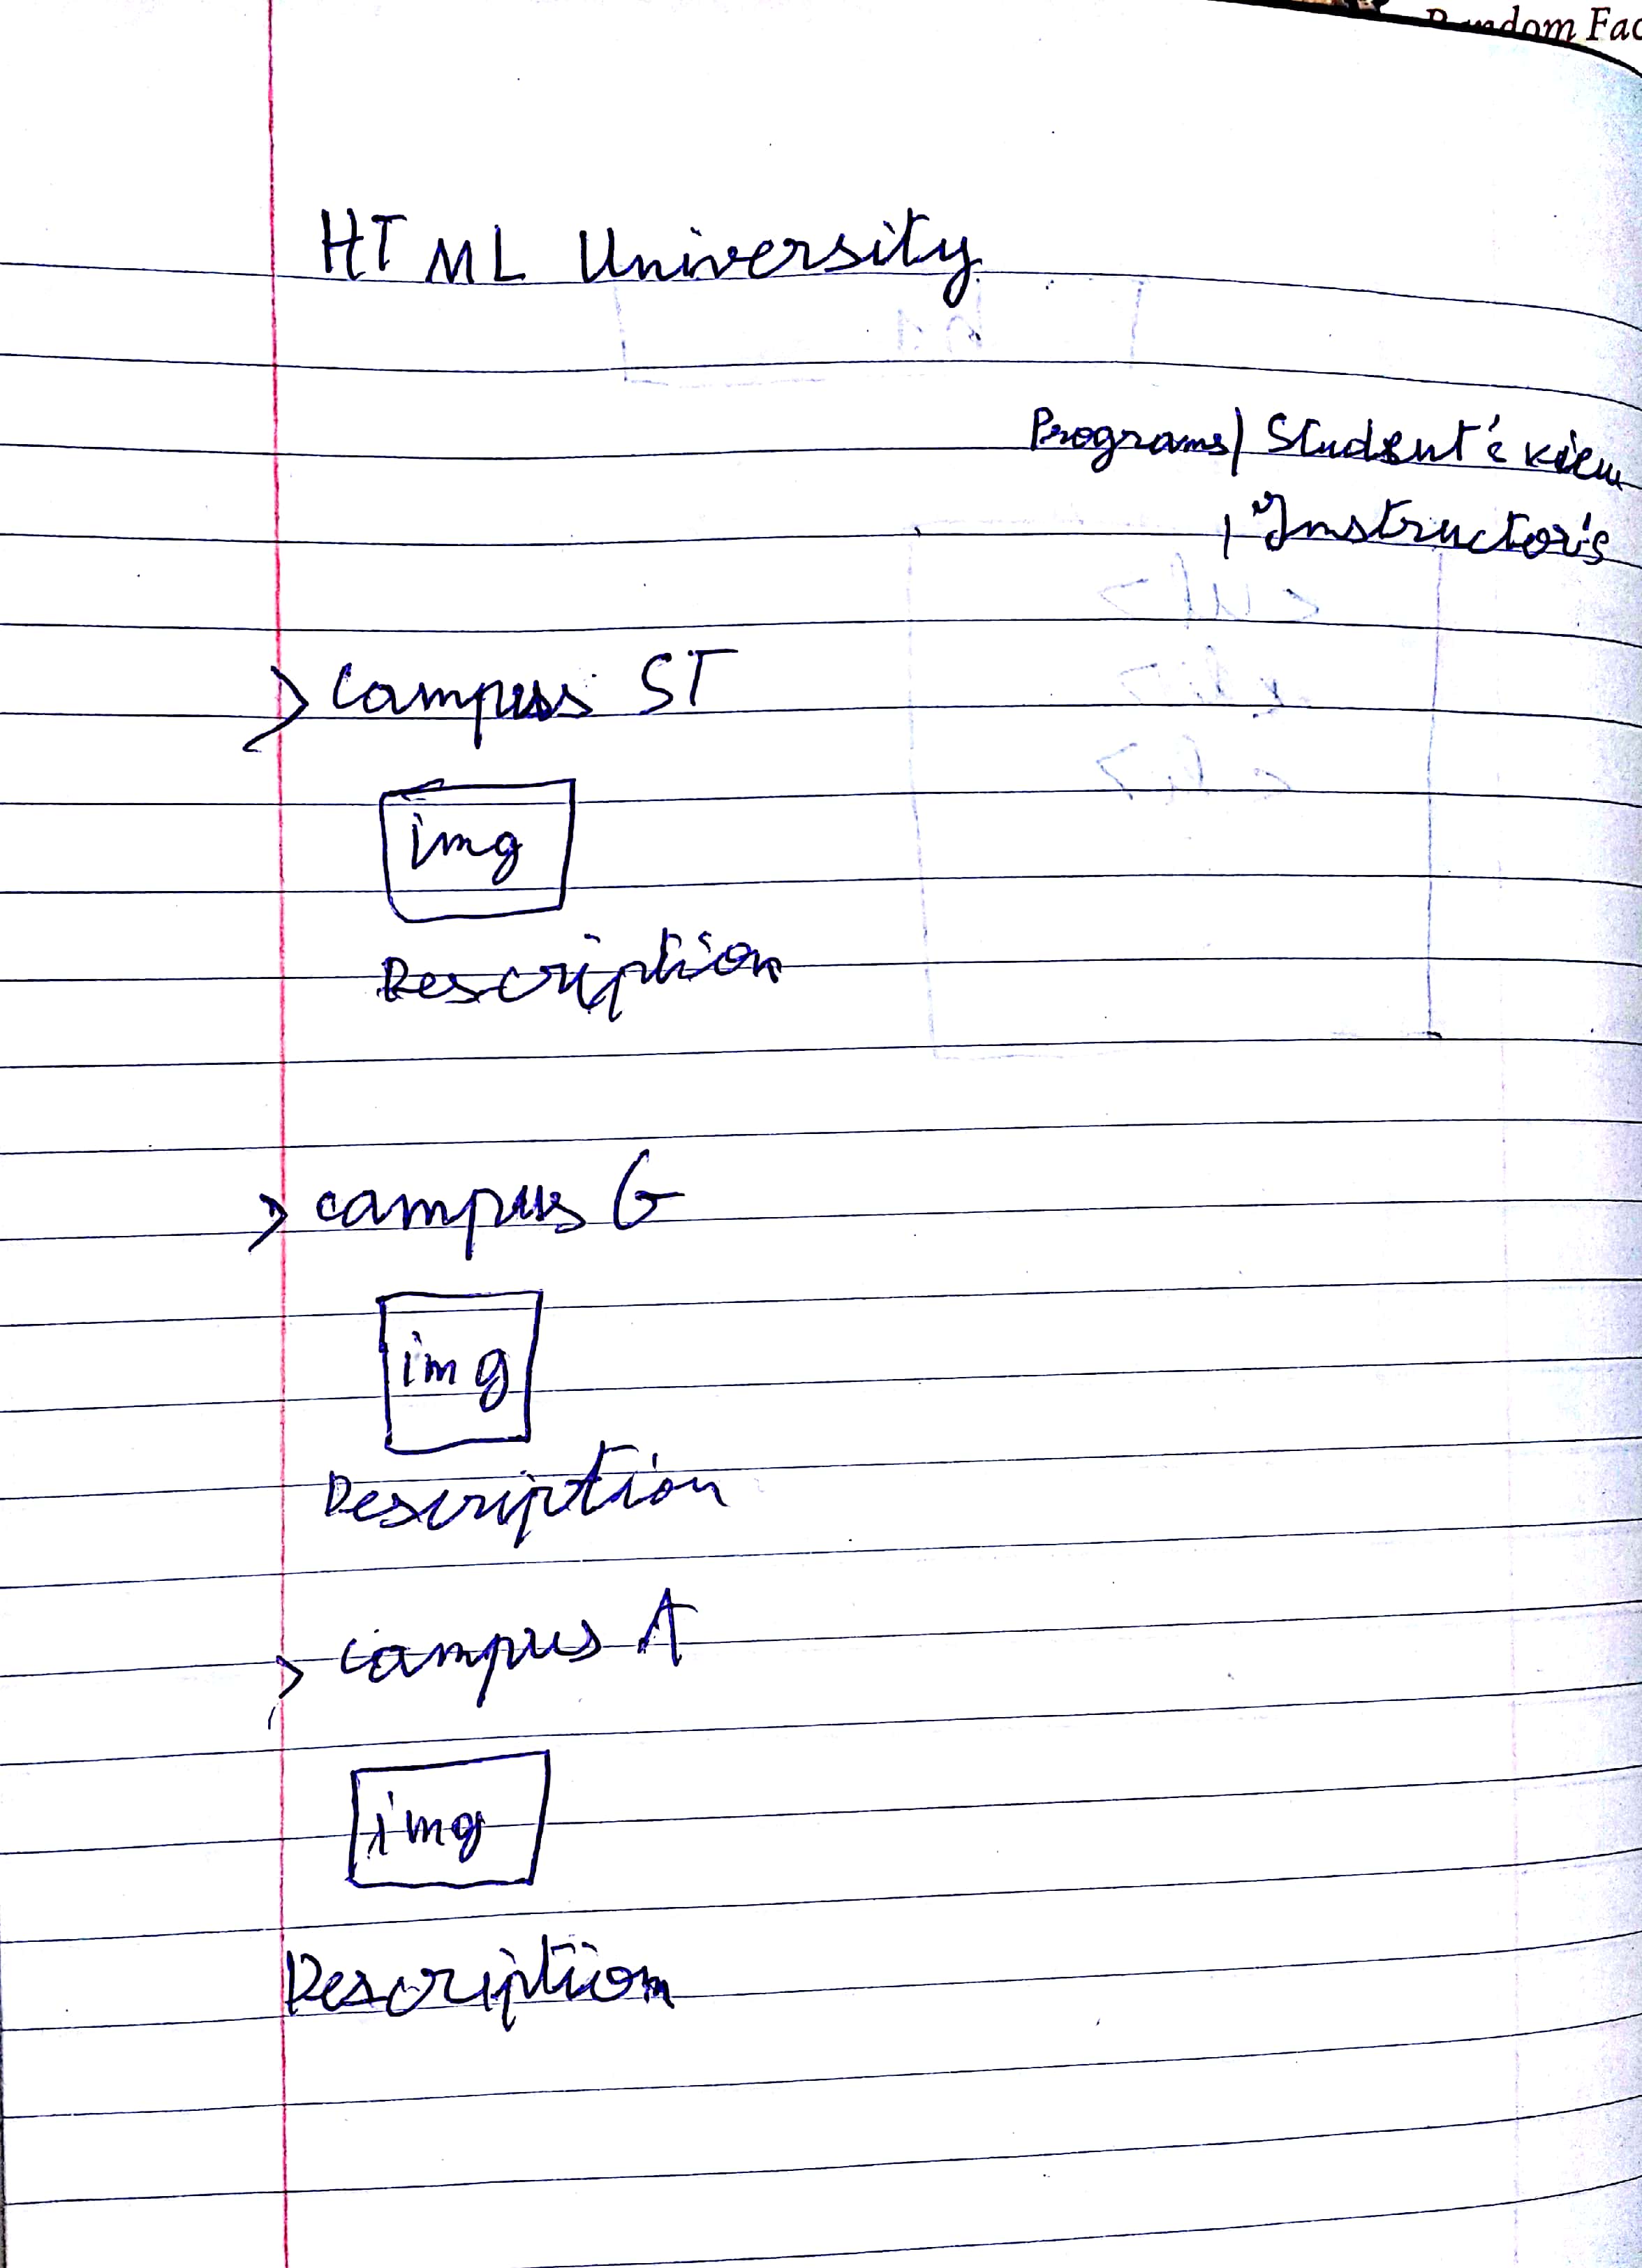 Random Fac
HTML University
Programs/ Student's view
| Instructor's
> Campus ST
img
Description
> campus G
img
Description
> campus A
img
Description